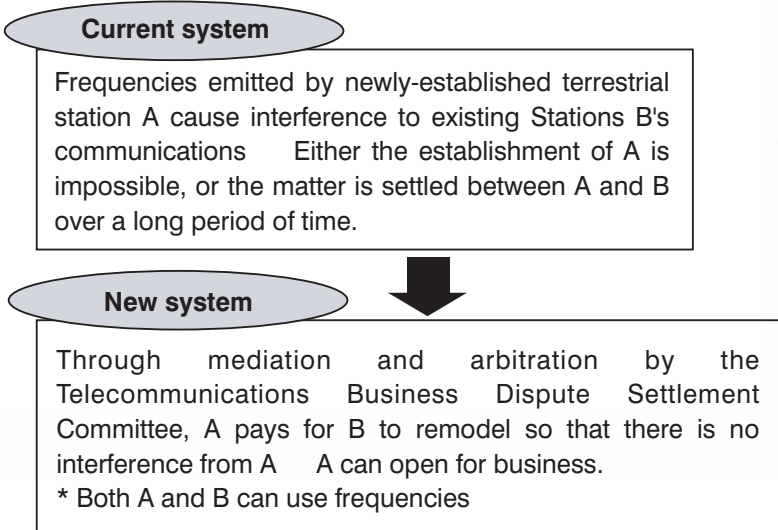 Current system
Frequencies emitted by newly-established terrestrial
station A cause interference to existing Stations B's
communications Either the establishment of A is
impossible, or the matter is settled between A and B
over a long period of time.
New system
Through mediation and arbitration by the
Telecommunications Business Dispute Settlement
Committee, A pays for B to remodel so that there is no
interference from A A can open for business.
* Both A and B can use frequencies